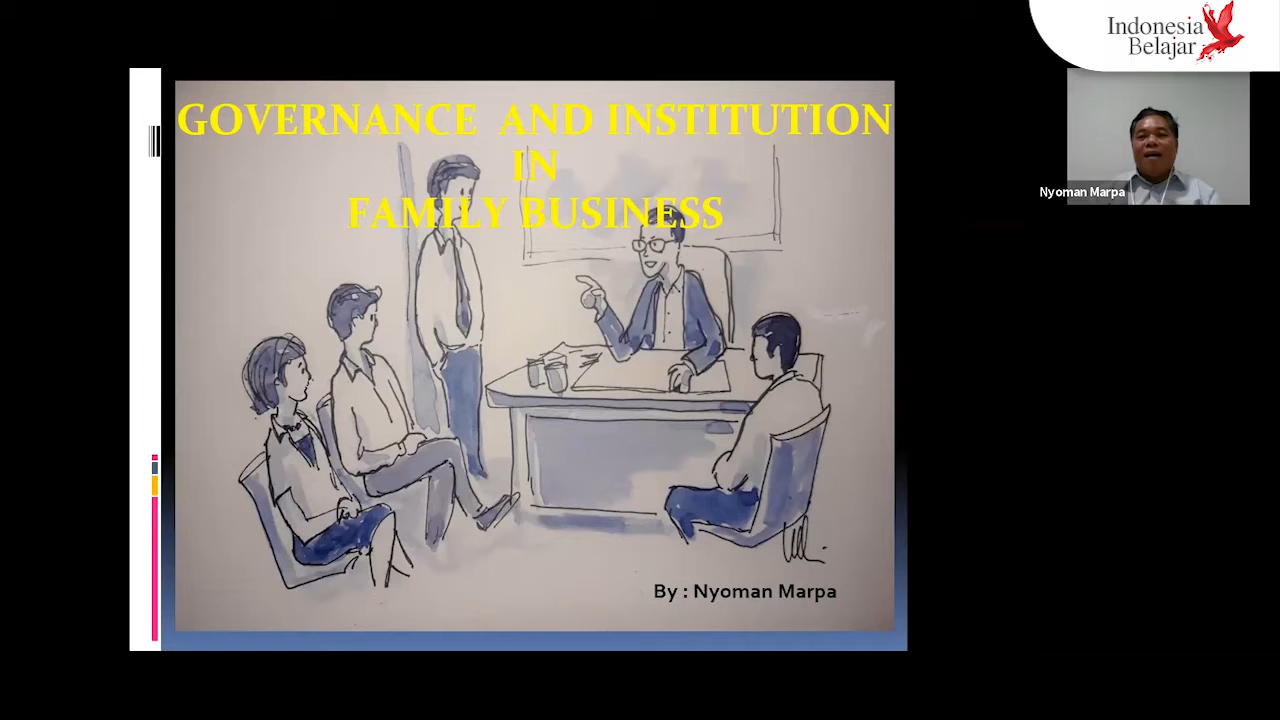 Indonesia
Belajar
GOVERNANCE AND INSTITUTION
IN
FAMILY BUSINESS
Nyoman Marpa
By : Nyoman Marpa